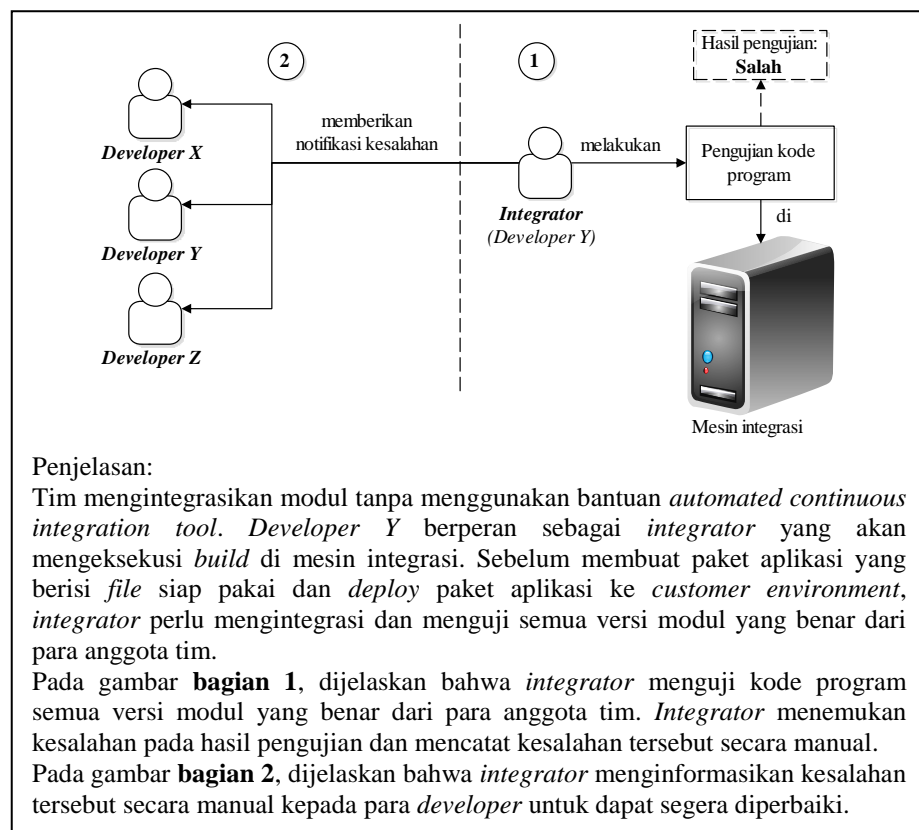 2
1
Hasil pengujian:
Salah
memberikan
notifikasi kesalahan
melakukan
Pengujian kode
program
Developer X
Integrator
(Developer Y)
di
Developer Y
Developer Z
Mesin integrasi
Penjelasan:
Tim mengintegrasikan modul tanpa menggunakan bantuan automated continuous
integration tool. Developer Y berperan sebagai integrator yang akan
mengeksekusi build di mesin integrasi. Sebelum membuat paket aplikasi yang
berisi file siap pakai dan deploy paket aplikasi ke customer environment,
integrator perlu mengintegrasi dan menguji semua versi modul yang benar dari
para anggota tim.
Pada gambar bagian 1, dijelaskan bahwa integrator menguji kode program
semua versi modul yang benar dari para anggota tim. Integrator menemukan
kesalahan pada hasil pengujian dan mencatat kesalahan tersebut secara manual.
Pada gambar bagian 2, dijelaskan bahwa integrator menginformasikan kesalahan
tersebut secara manual kepada para developer untuk dapat segera diperbaiki.